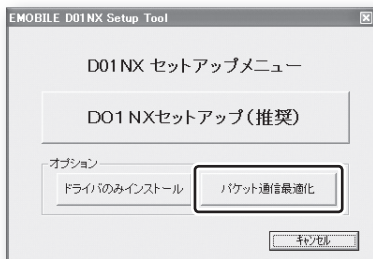 EMOBILE D01NX Setup Tool
D01NX セットアップメニュー
DO1NXセットアップ(推奨)
オプション
ドライバのみインストール
パケット通信最適化
キャンセル